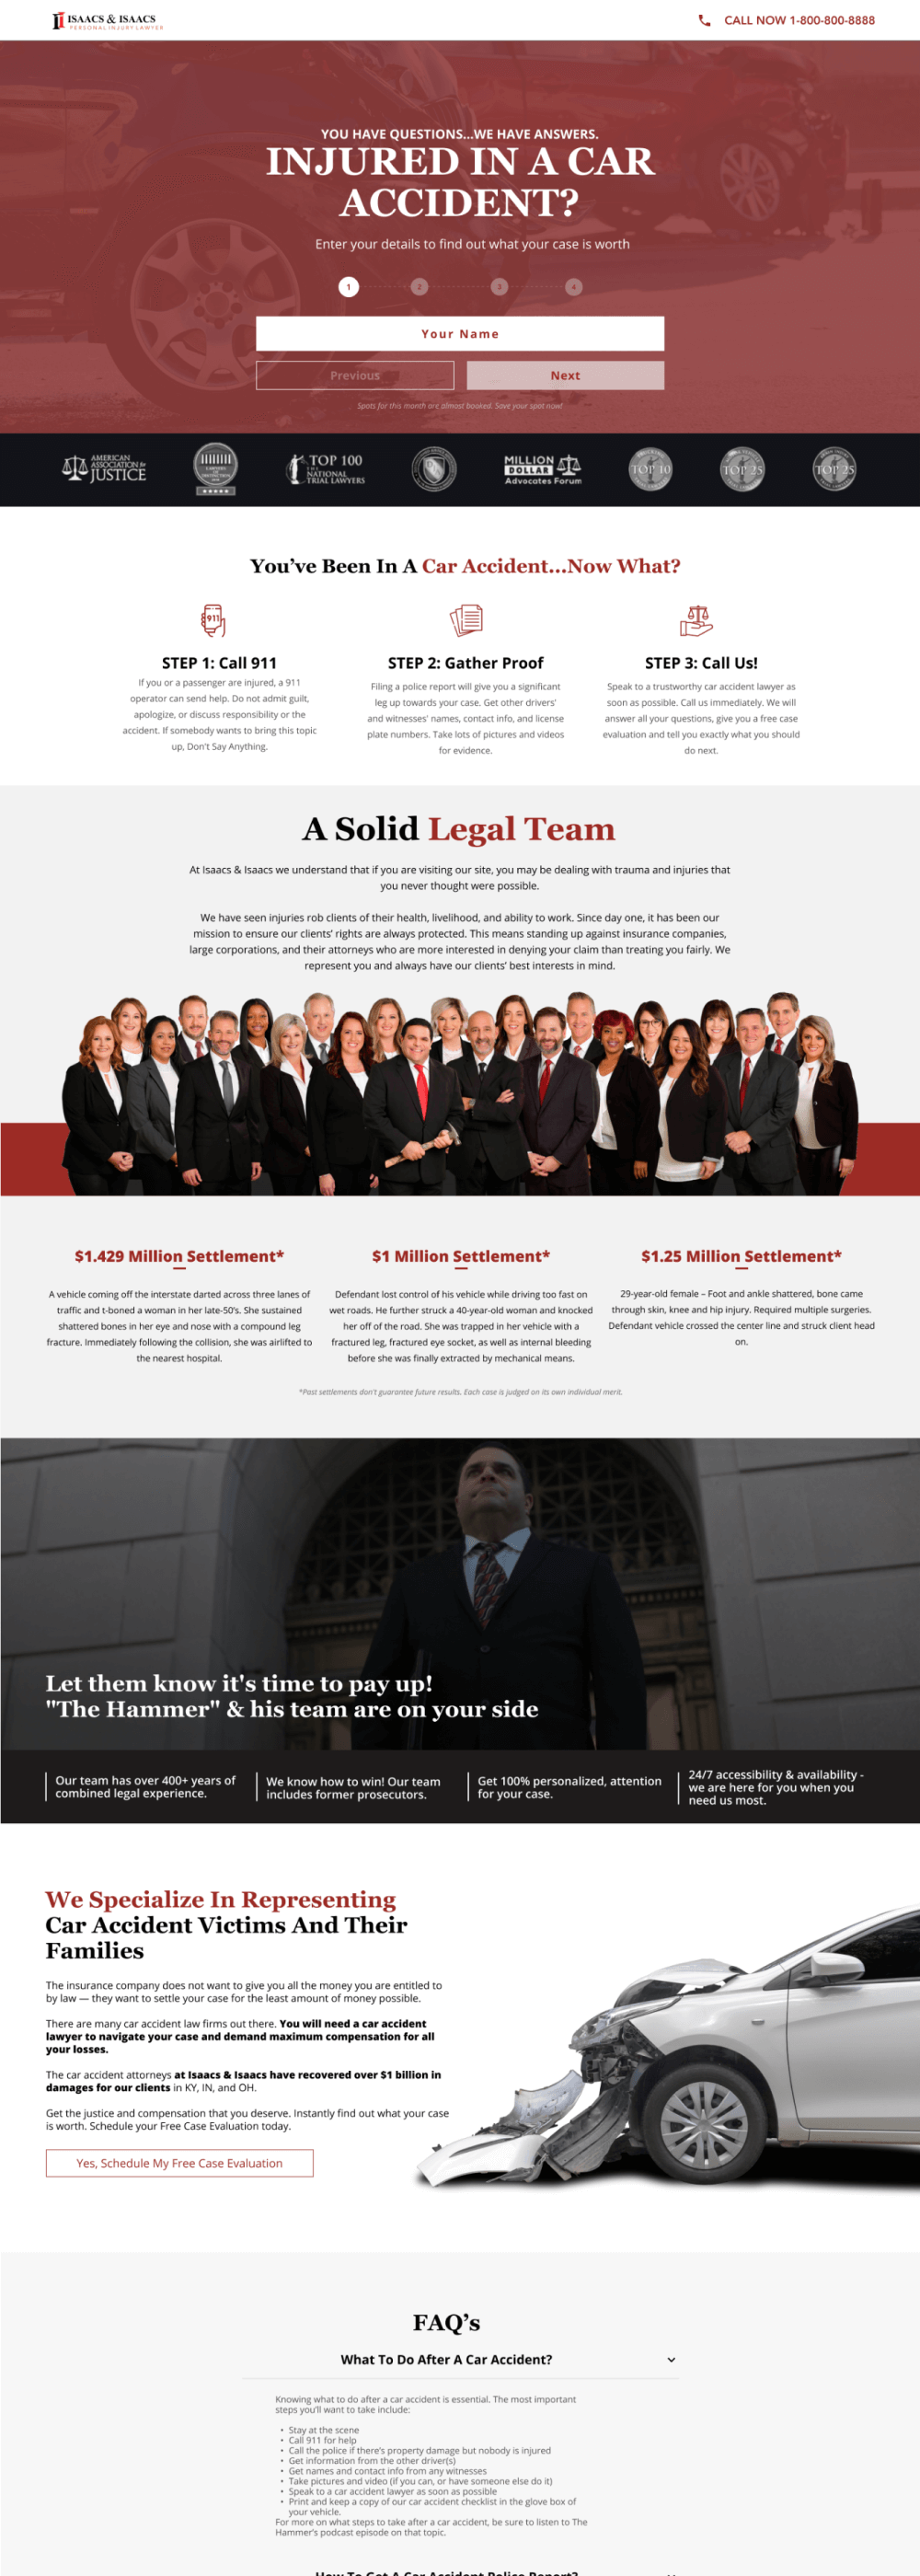 ISAACS & ISAACS
PERSONAL INJURY LAWYER
CALL NOW 1-800-800-8888
YOU HAVE QUESTIONS...WE HAVE ANSWERS.
INJURED IN A CAR
ACCIDENT?
Enter your details to find out what your case is worth
1 2 3 4
Your Name
Previous
Next
Spots for this month are almost booked. Save your spot now!
AMERICAN
ASSOCIATION for
JUSTICE
TOP 100
THE
NATIONAL
TRIAL LAWYERS
MILLION
DOLLAR
Advocates Forum
TOP 10
TOP 25
TOP 25
You've Been In A Car Accident...Now What?
911
STEP 1: Call 911
If you or a passenger are injured, a 911
operator can send help. Do not admit guilt,
apologize, or discuss responsibility or the
accident. If somebody wants to bring this topic
up, Don't Say Anything.
STEP 2: Gather Proof
Filing a police report will give you a significant
leg up towards your case. Get other drivers'
and witnesses' names, contact info, and license
plate numbers. Take lots of pictures and videos
for evidence.
STEP 3: Call Us!
Speak to a trustworthy car accident lawyer as
soon as possible. Call us immediately. We will
answer all your questions, give you a free case
evaluation and tell you exactly what you should
do next.
A Solid Legal Team
At Isaacs & Isaacs we understand that if you are visiting our site, you may be dealing with trauma and injuries that
you never thought were possible.
We have seen injuries rob clients of their health, livelihood, and ability to work. Since day one, it has been our
mission to ensure our clients' rights are always protected. This means standing up against insurance companies,
large corporations, and their attorneys who are more interested in denying your claim than treating you fairly. We
represent you and always have our clients' best interests in mind.
$1.429 Million Settlement*
A vehicle coming off the interstate darted across three lanes of
traffic and t-boned a woman in her late-50's. She sustained
shattered bones in her eye and nose with a compound leg
fracture. Immediately following the collision, she was airlifted to
the nearest hospital.
$1 Million Settlement*
Defendant lost control of his vehicle while driving too fast on
wet roads. He further struck a 40-year-old woman and knocked
her off of the road. She was trapped in her vehicle with a
fractured leg, fractured eye socket, as well as internal bleeding
before she was finally extracted by mechanical means.
$1.25 Million Settlement*
29-year-old female – Foot and ankle shattered, bone came
through skin, knee and hip injury. Required multiple surgeries.
Defendant vehicle crossed the center line and struck client head
on.
*Past settlements don't guarantee future results. Each case is judged on its own individual merit.
Let them know it's time to pay up!
"The Hammer" & his team are on your side
Our team has over 400+ years of
combined legal experience.
We know how to win! Our team
includes former prosecutors.
Get 100% personalized, attention
for your case.
24/7 accessibility & availability -
we are here for you when you
need us most.
We Specialize In Representing
Car Accident Victims And Their
Families
The insurance company does not want to give you all the money you are entitled to
by law — they want to settle your case for the least amount of money possible.
There are many car accident law firms out there. You will need a car accident
lawyer to navigate your case and demand maximum compensation for all
your losses.
The car accident attorneys at Isaacs & Isaacs have recovered over $1 billion in
damages for our clients in KY, IN, and OH.
Get the justice and compensation that you deserve. Instantly find out what your case
is worth. Schedule your Free Case Evaluation today.
Yes, Schedule My Free Case Evaluation
FAQ's
What To Do After A Car Accident?
Knowing what to do after a car accident is essential. The most important
steps you'll want to take include:
• Stay at the scene
• Call 911 for help
• Call the police if there's property damage but nobody is injured
• Get information from the other driver(s)
• Get names and contact info from any witnesses
• Take pictures and video (if you can, or have someone else do it)
• Speak to a car accident lawyer as soon as possible
• Print and keep a copy of our car accident checklist in the glove box of
your vehicle.
For more on what steps to take after a car accident, be sure to listen to The
Hammer's podcast episode on that topic.
How To Get A Car Accident Police Report?